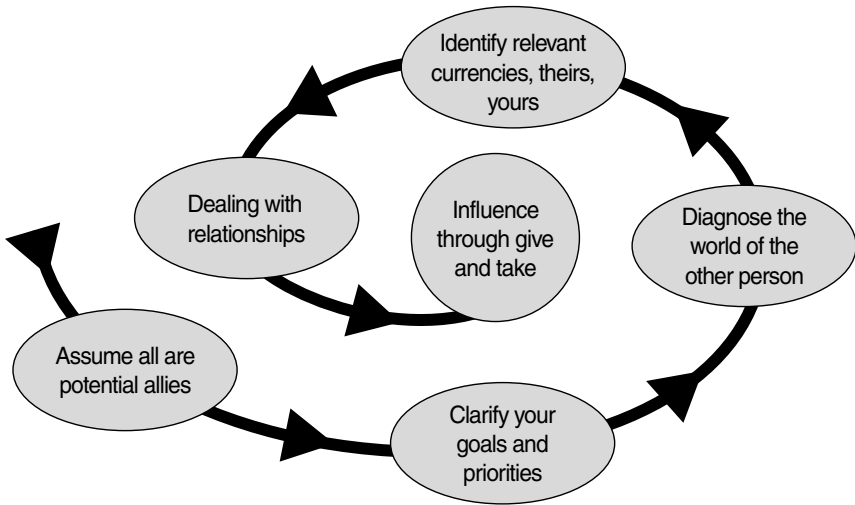 Identify relevant
currencies, theirs,
yours
Dealing with
relationships
Influence
through give
and take
Diagnose the
world of the
other person
Assume all are
potential allies
Clarify your
goals and
priorities